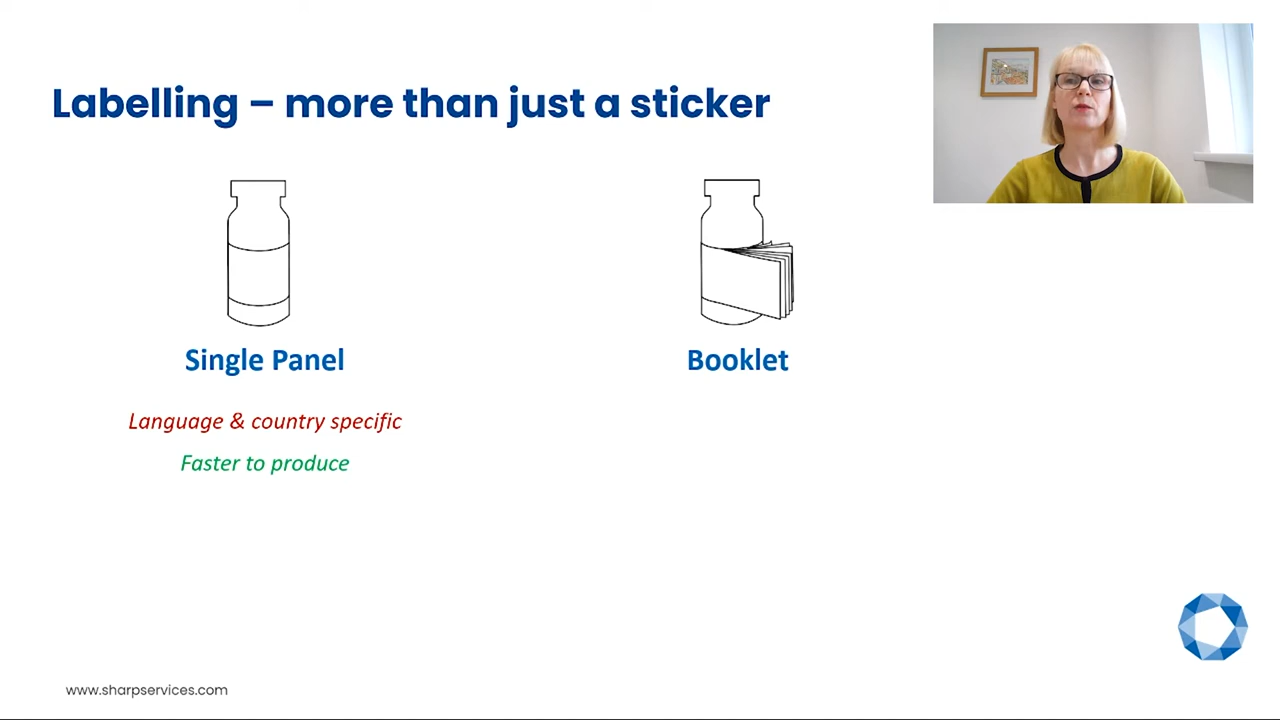 Labelling – more than just a sticker
Single Panel
Booklet
Language & country specific
Faster to produce
www.sharpservices.com